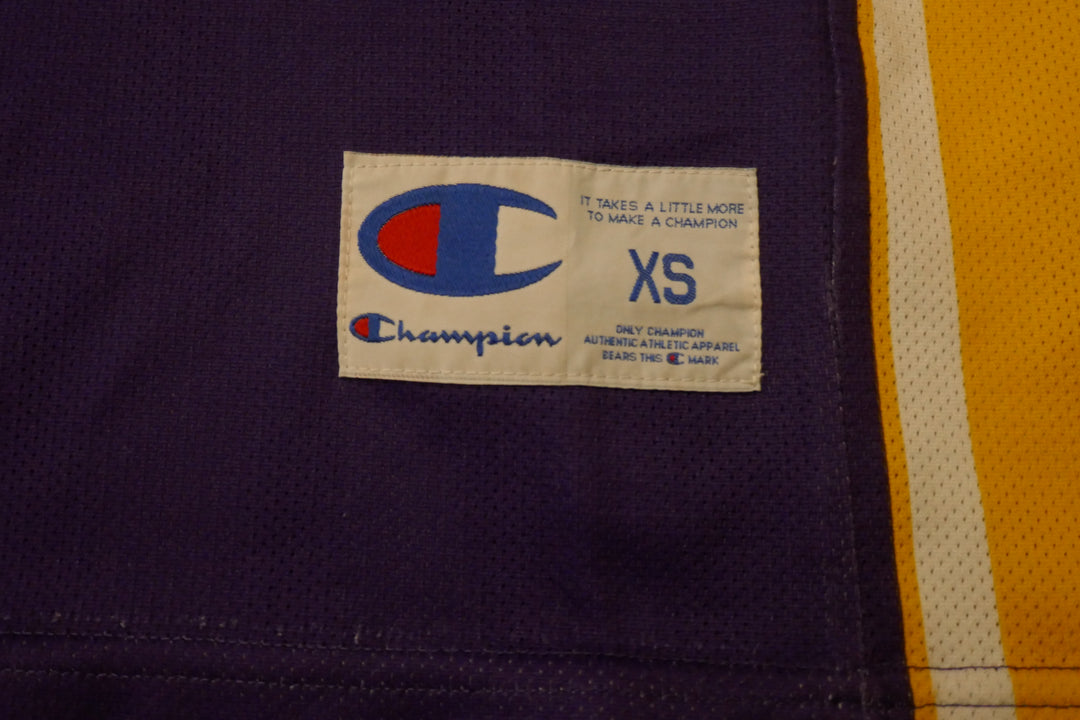 Champion
IT TAKES A LITTLE MORE
TO MAKE A CHAMPION
XS
ONLY CHAMPION
AUTHENTIC ATHLETIC APPAREL
BEARS THIS C MARK